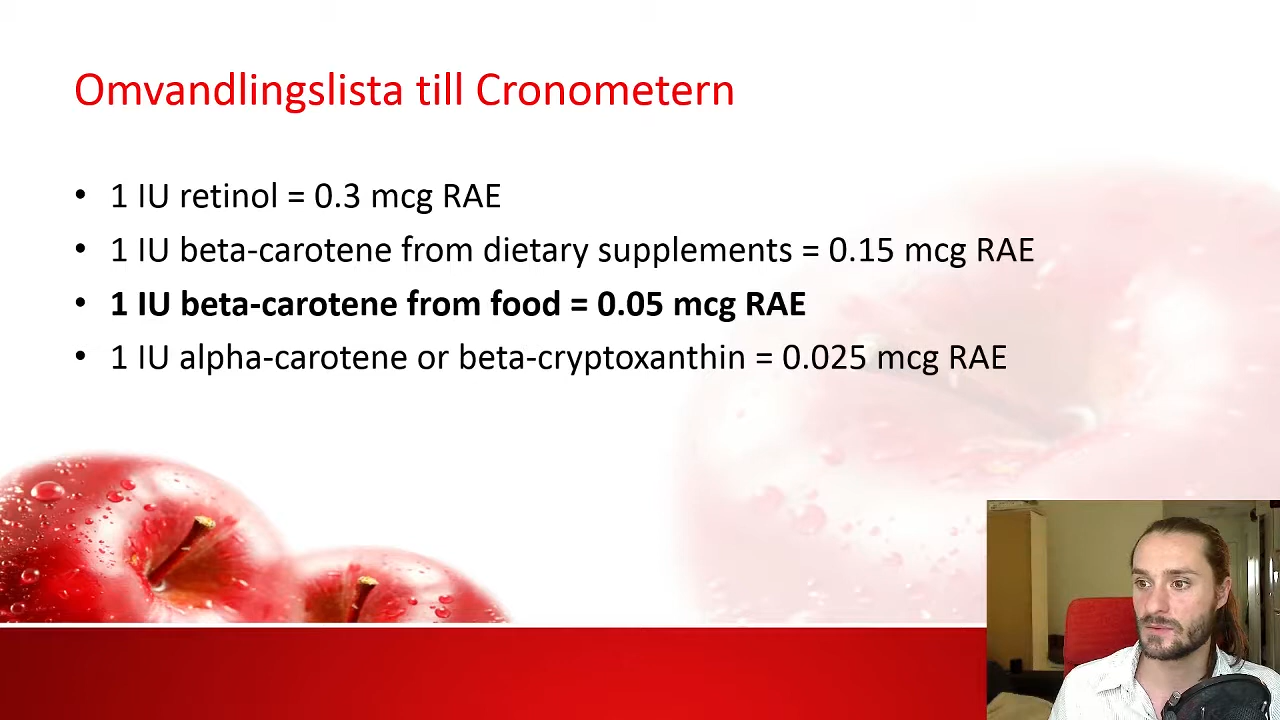 Omvandlingslista till Cronometern
• 1 IU retinol = 0.3 mcg RAE
• 1 IU beta-carotene from dietary supplements = 0.15 mcg RAE
• 1 IU beta-carotene from food = 0.05 mcg RAE
• 1 IU alpha-carotene or beta-cryptoxanthin = 0.025 mcg RAE